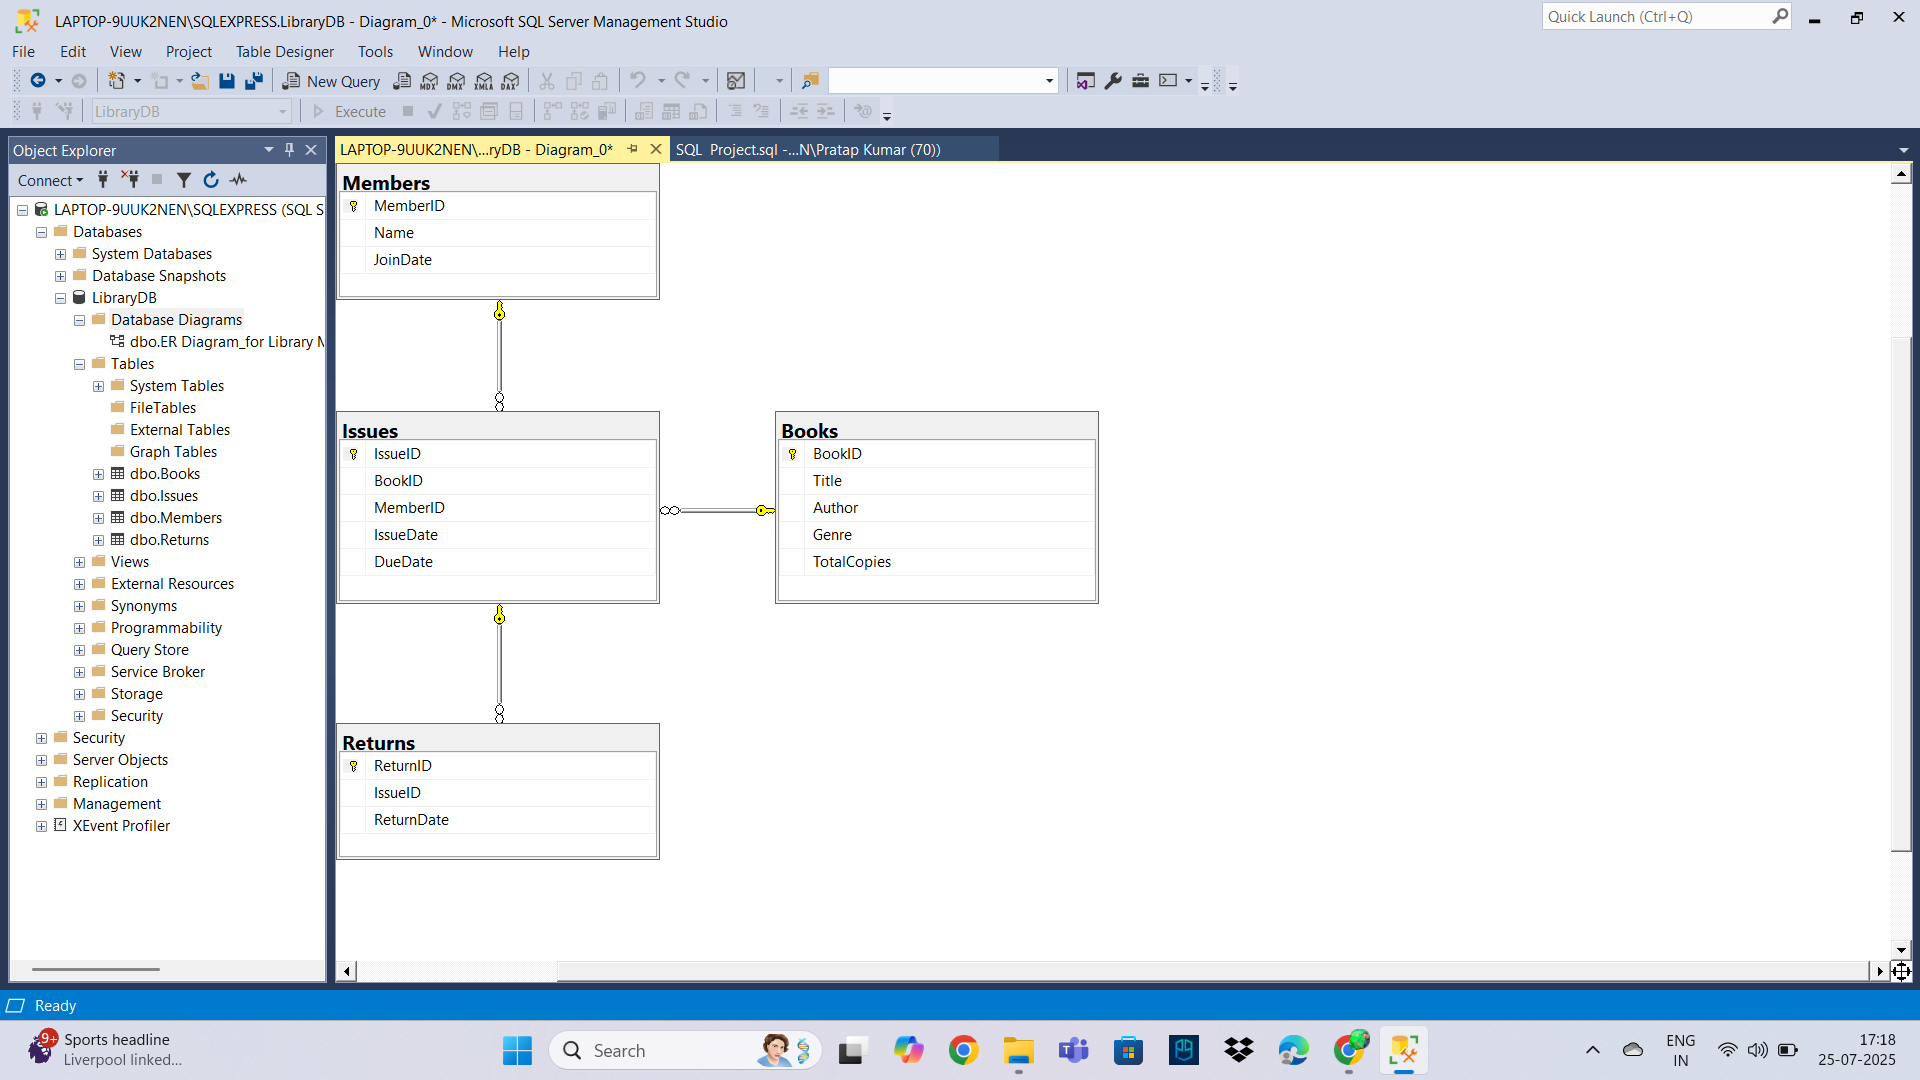 LAPTOP-9UUK2NEN\SQLEXPRESS.LibraryDB - Diagram_0* - Microsoft SQL Server Management Studio
Quick Launch (Ctrl+Q)
File Edit View Project Table Designer Tools Window Help
New Query MDX DMX XMLA DAX
LibraryDB Execute
Object Explorer
LAPTOP-9UUK2NEN\...ryDB - Diagram_0*
SQL Project.sql -...N\Pratap Kumar (70))
Connect
LAPTOP-9UUK2NEN\SQLEXPRESS (SQL S
Databases
System Databases
Database Snapshots
LibraryDB
Database Diagrams
dbo.ER Diagram_for Library M
Tables
System Tables
FileTables
External Tables
Graph Tables
dbo.Books
dbo.Issues
dbo.Members
dbo.Returns
Views
External Resources
Synonyms
Programmability
Query Store
Service Broker
Storage
Security
Security
Server Objects
Replication
Management
XEvent Profiler
Members
MemberID
Name
JoinDate
Issues
IssueID
BookID
MemberID
IssueDate
DueDate
Books
BookID
Title
Author
Genre
TotalCopies
Returns
ReturnID
IssueID
ReturnDate
Ready
9+
Sports headline
Liverpool linked...
Search
ENG
IN
17:18
25-07-2025